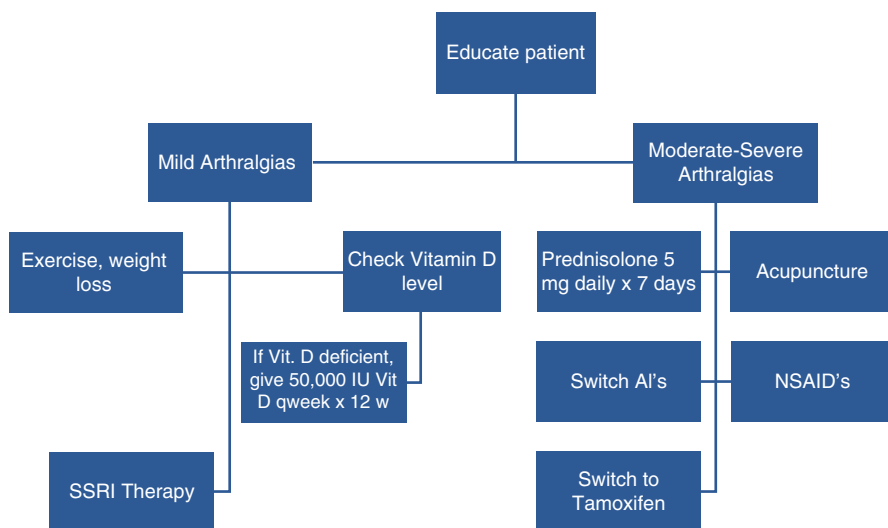 Educate patient
Mild Arthralgias
Moderate-Severe
Arthralgias
Exercise, weight
loss
Check Vitamin D
level
Prednisolone 5
mg daily x 7 days
Acupuncture
If Vit. D deficient,
give 50,000 IU Vit
D qweek x 12 w
Switch AI's
NSAID's
SSRI Therapy
Switch to
Tamoxifen